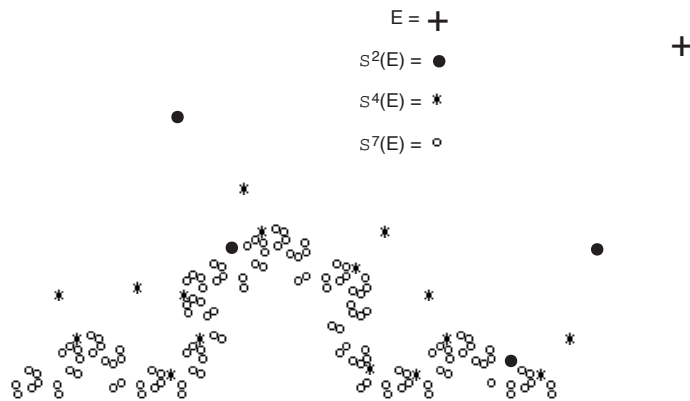 E = +
S²(E) = ●
S⁴(E) = *
S⁷(E) = o